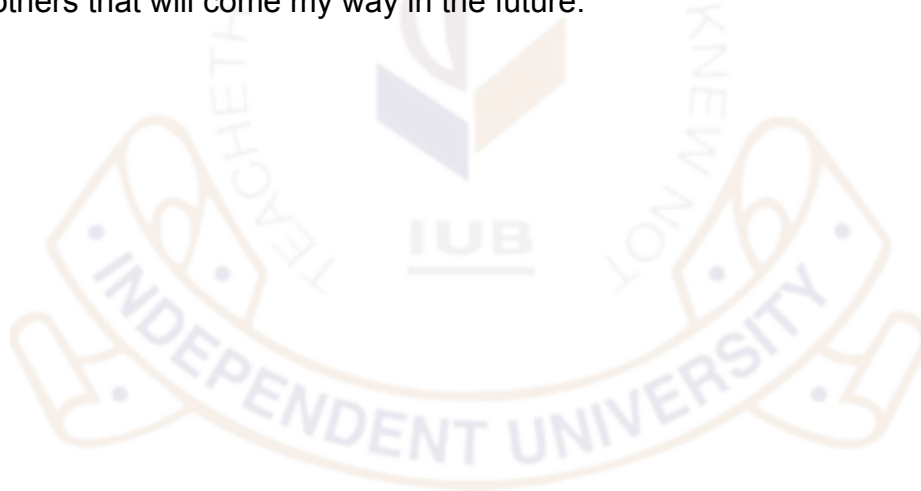 others that will come my way in the future.
TEACHETH
KNEW NOT
IUB
INDEPENDENT UNIVERSITY